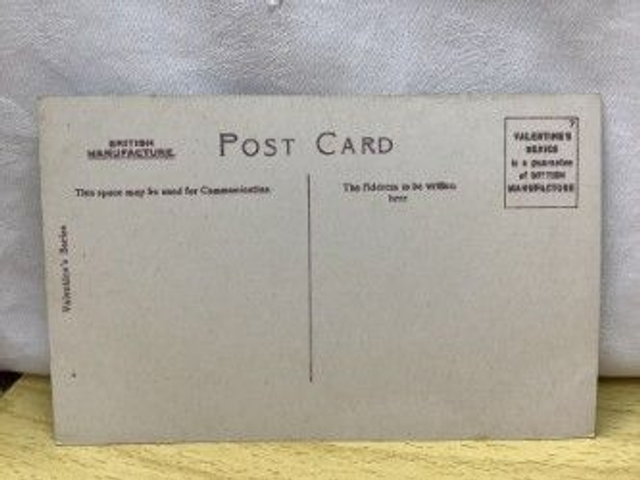 BRITISH
MANUFACTURE.
POST CARD
This space may be used for Communication
The Address to be written
here
VALENTINE'S
SERIES
is a guarantee
of BRITISH
MANUFACTURE
Valentine's Series